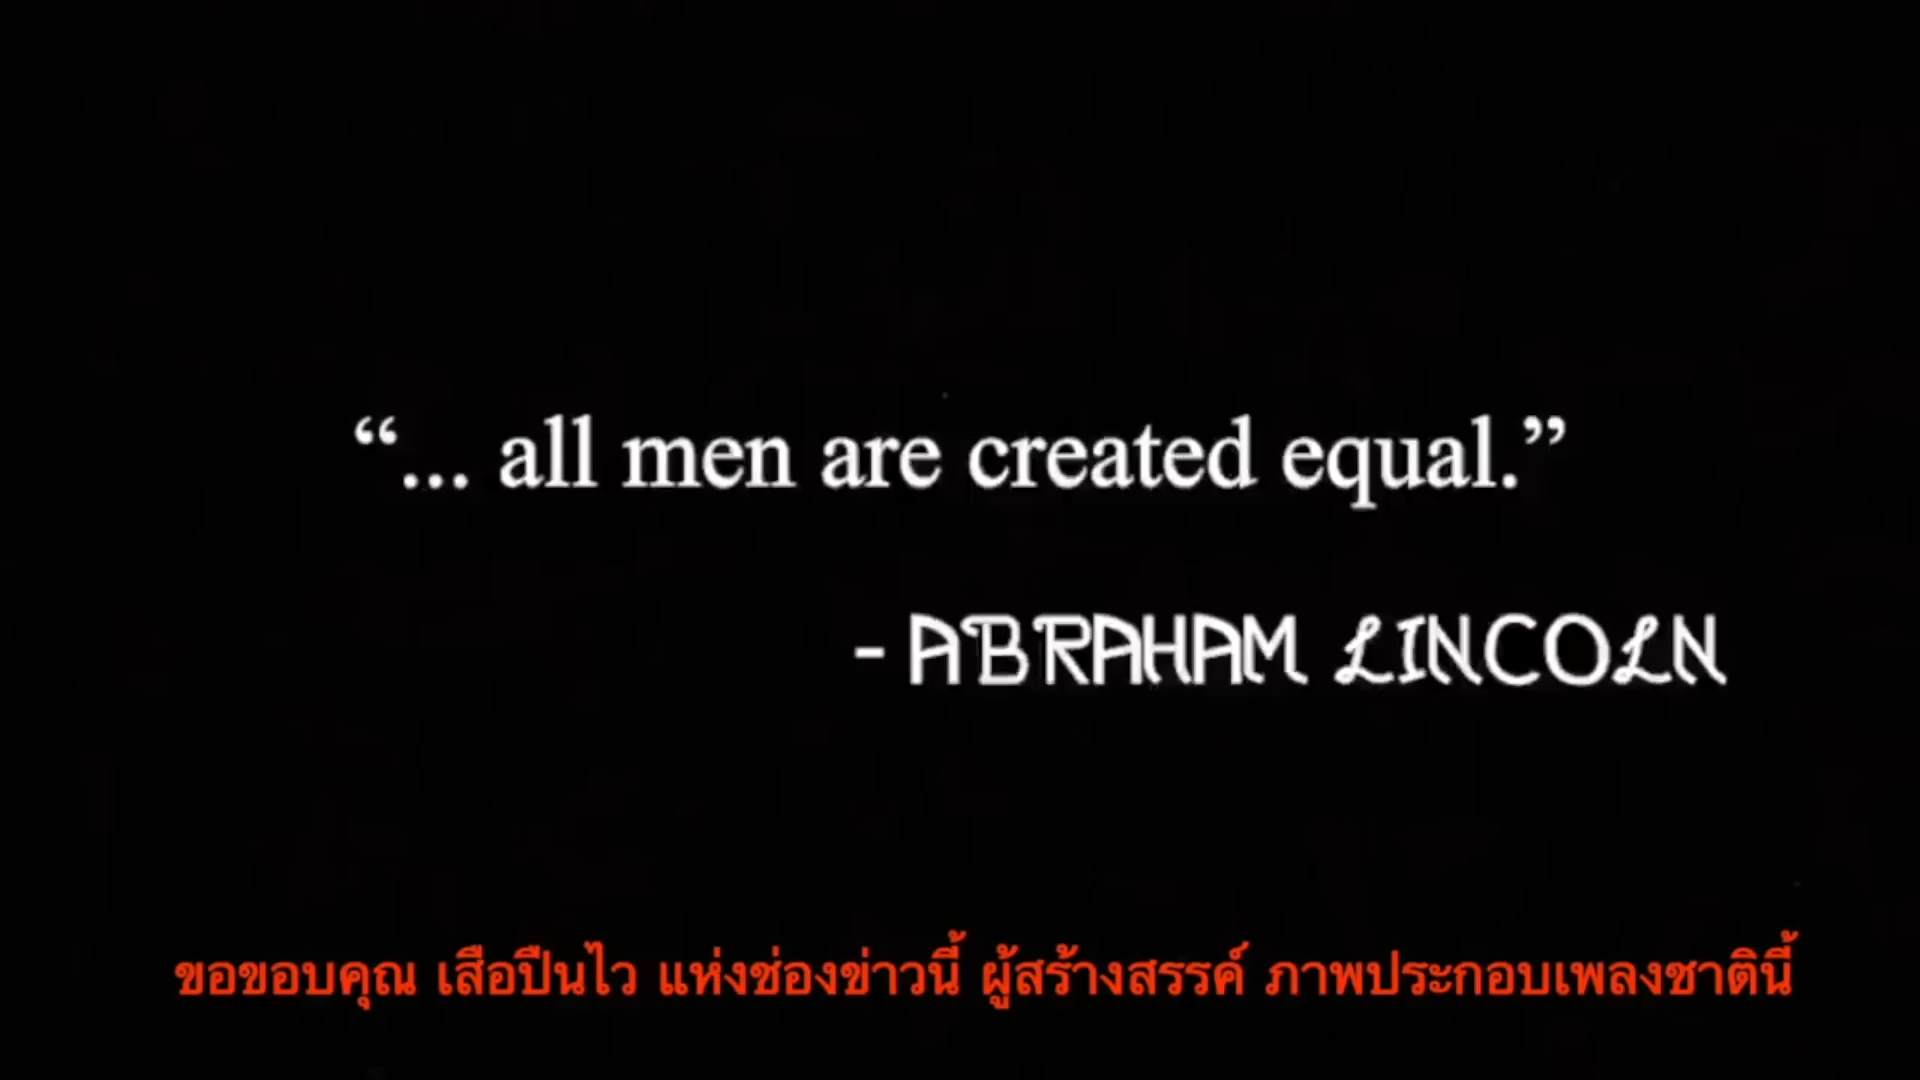 “... all men are created equal.”
- ABRAHAM LINCOLN
ขอขอบคุณ เสือปืนไว แห่งช่องข่าวนี้ ผู้สร้างสรรค์ ภาพประกอบเพลงชาตินี้